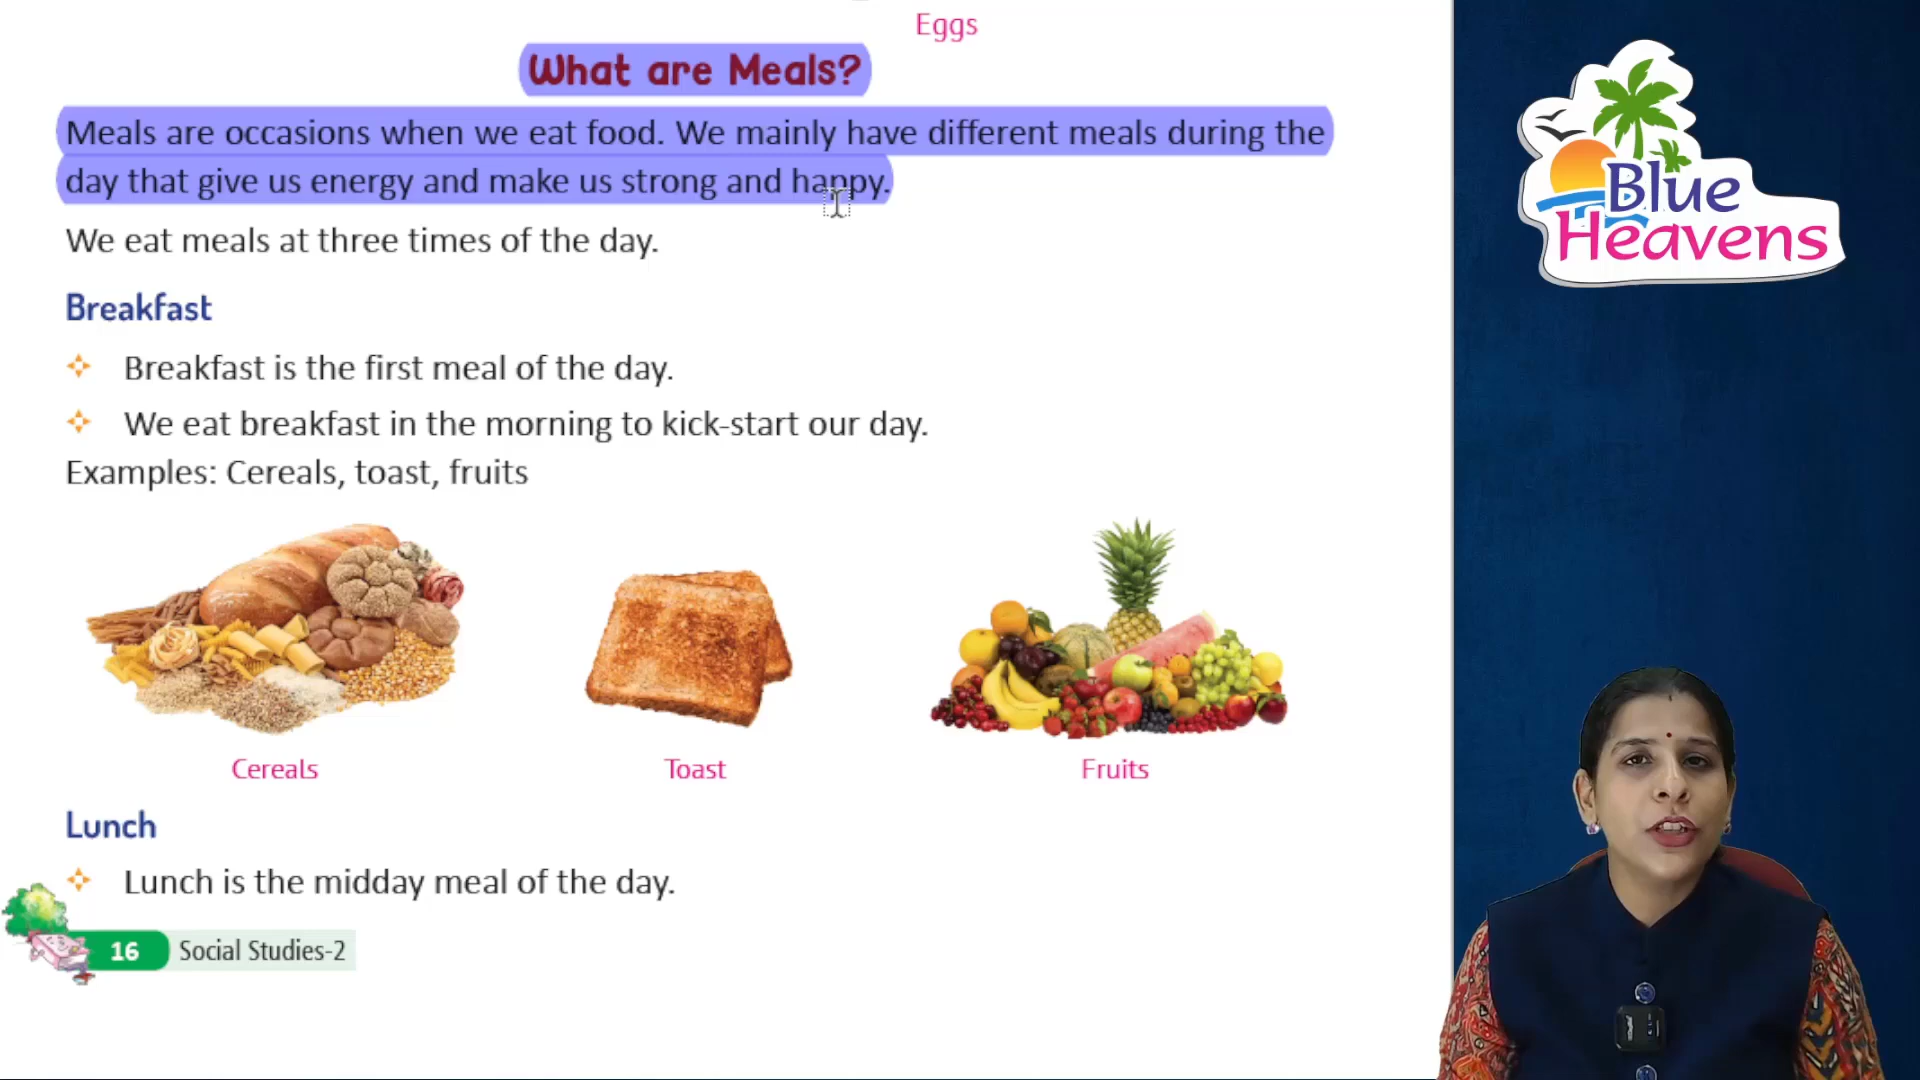 Eggs
What are Meals?
Meals are occasions when we eat food. We mainly have different meals during the
day that give us energy and make us strong and happy.
We eat meals at three times of the day.
Breakfast
Breakfast is the first meal of the day.
We eat breakfast in the morning to kick-start our day.
Examples: Cereals, toast, fruits
Cereals
Toast
Fruits
Lunch
Lunch is the midday meal of the day.
16
Social Studies-2
Blue
Heavens